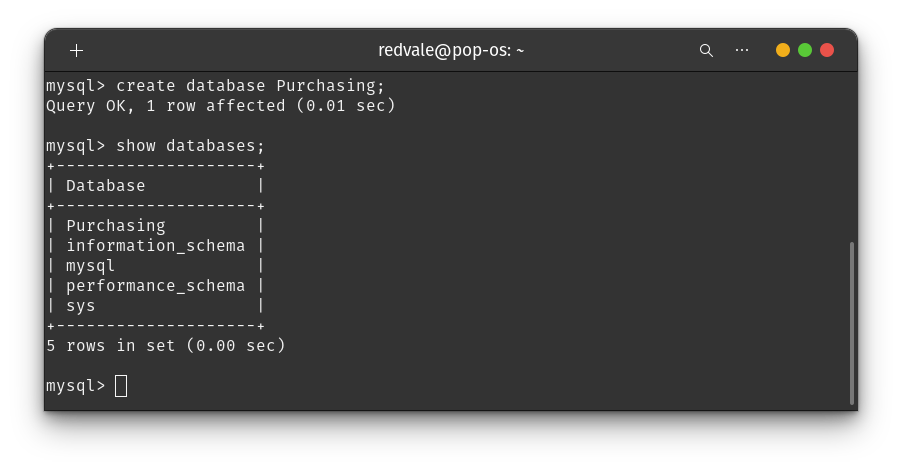 redvale@pop-os: ~
mysql> create database Purchasing;
Query OK, 1 row affected (0.01 sec)
mysql> show databases;
+--------------------+
| Database           |
+--------------------+
| Purchasing         |
| information_schema |
| mysql              |
| performance_schema |
| sys                |
+--------------------+
5 rows in set (0.00 sec)
mysql>